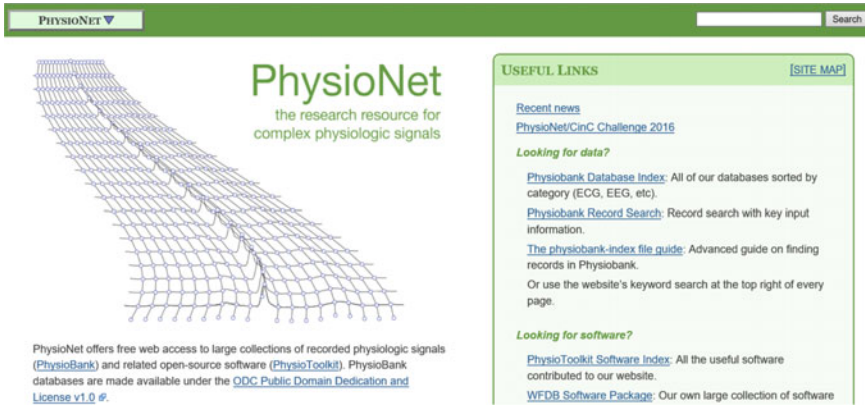 PHYSIONET
Search
PhysioNet
the research resource for
complex physiologic signals
PhysioNet offers free web access to large collections of recorded physiologic signals
(PhysioBank) and related open-source software (PhysioToolkit). PhysioBank
databases are made available under the ODC Public Domain Dedication and
License v1.0.
USEFUL LINKS [SITE MAP]
Recent news
PhysioNet/CinC Challenge 2016
Looking for data?
Physiobank Database Index: All of our databases sorted by
category (ECG, EEG, etc).
Physiobank Record Search: Record search with key input
information.
The physiobank-index file guide: Advanced guide on finding
records in Physiobank.
Or use the website's keyword search at the top right of every
page.
Looking for software?
PhysioToolkit Software Index: All the useful software
contributed to our website.
WFDB Software Package: Our own large collection of software